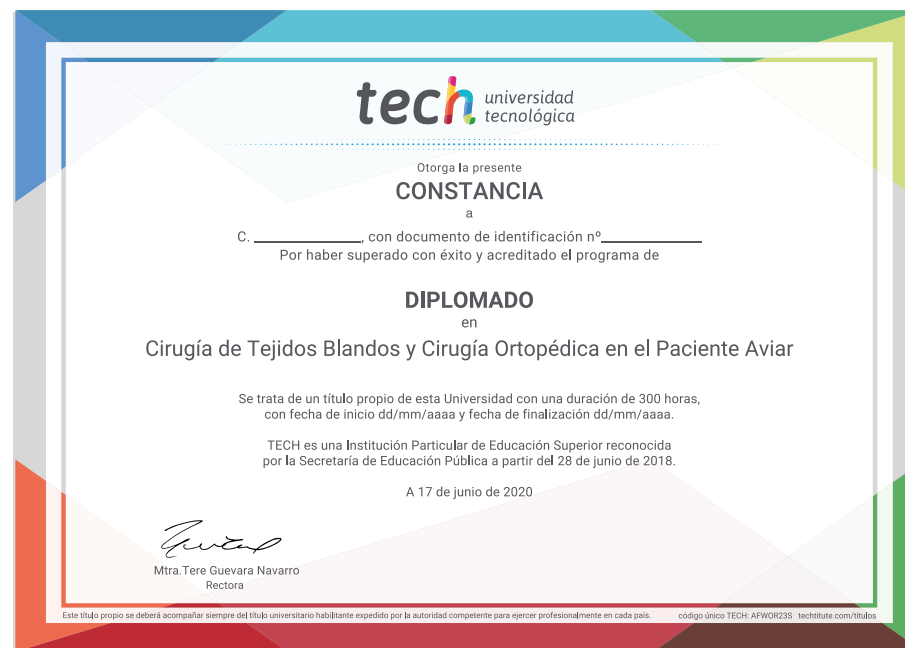 tech universidad
tecnológica
Otorga la presente
CONSTANCIA
a
C. ______________, con documento de identificación nº_____________
Por haber superado con éxito y acreditado el programa de
DIPLOMADO
en
Cirugía de Tejidos Blandos y Cirugía Ortopédica en el Paciente Aviar
Se trata de un título propio de esta Universidad con una duración de 300 horas,
con fecha de inicio dd/mm/aaaa y fecha de finalización dd/mm/aaaa.
TECH es una Institución Particular de Educación Superior reconocida
por la Secretaría de Educación Pública a partir del 28 de junio de 2018.
A 17 de junio de 2020
Mtra.Tere Guevara Navarro
Rectora
Este título propio se deberá acompañar siempre del título universitario habilitante expedido por la autoridad competente para ejercer profesionalmente en cada país. código único TECH: AFWOR23S techtitute.com/titulos